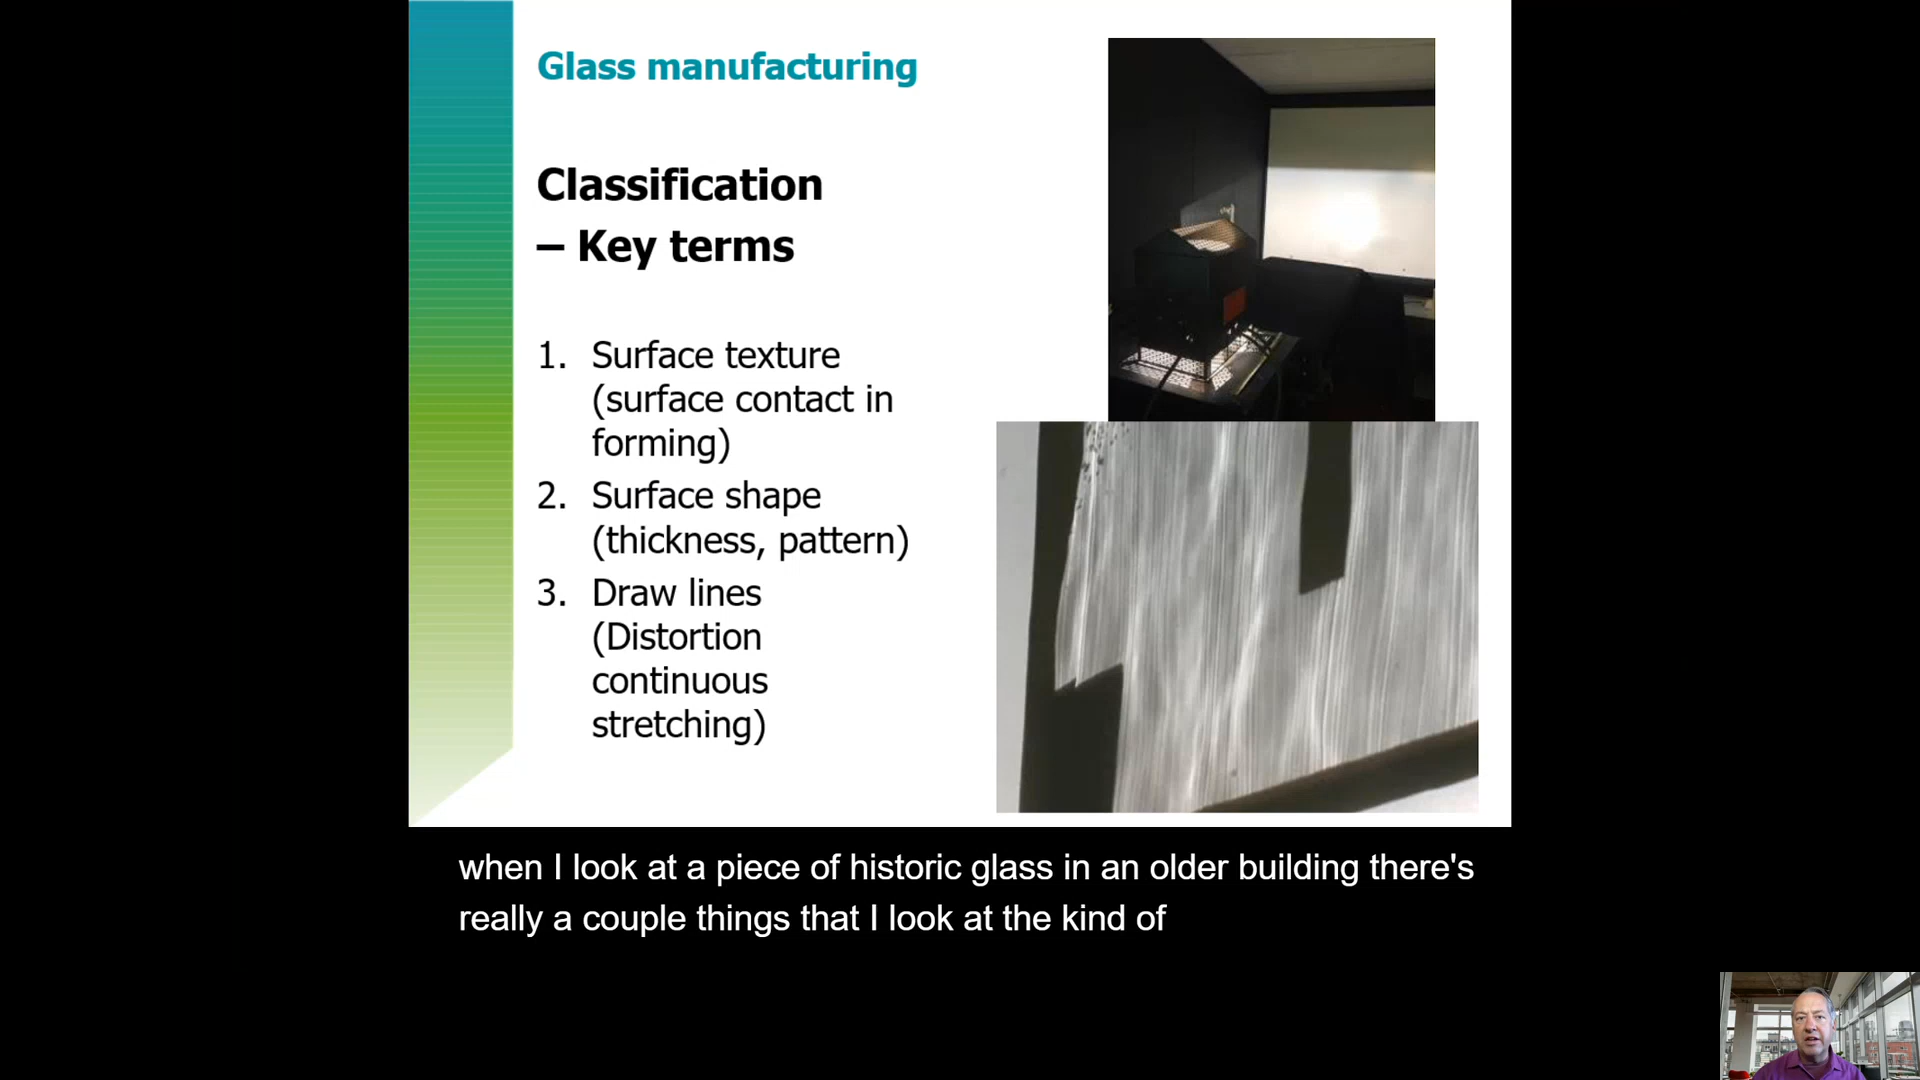 Glass manufacturing
Classification
– Key terms
1. Surface texture
(surface contact in
forming)
2. Surface shape
(thickness, pattern)
3. Draw lines
(Distortion
continuous
stretching)
when I look at a piece of historic glass in an older building there's
really a couple things that I look at the kind of